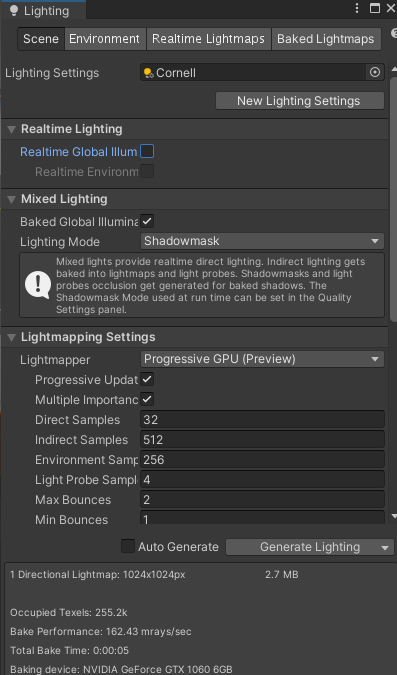 Lighting
Scene Environment Realtime Lightmaps Baked Lightmaps
Lighting Settings Cornell
New Lighting Settings
Realtime Lighting
Realtime Global Illum
Realtime Environm
Mixed Lighting
Baked Global Illumina
Lighting Mode Shadowmask
Mixed lights provide realtime direct lighting. Indirect lighting gets
baked into lightmaps and light probes. Shadowmasks and light
probes occlusion get generated for baked shadows. The
Shadowmask Mode used at run time can be set in the Quality
Settings panel.
Lightmapping Settings
Lightmapper Progressive GPU (Preview)
Progressive Updat
Multiple Importanc
Direct Samples 32
Indirect Samples 512
Environment Samp 256
Light Probe Sampl 4
Max Bounces 2
Min Bounces 1
Auto Generate Generate Lighting
1 Directional Lightmap: 1024x1024px 2.7 MB
Occupied Texels: 255.2k
Bake Performance: 162.43 mrays/sec
Total Bake Time: 0:00:05
Baking device: NVIDIA GeForce GTX 1060 6GB